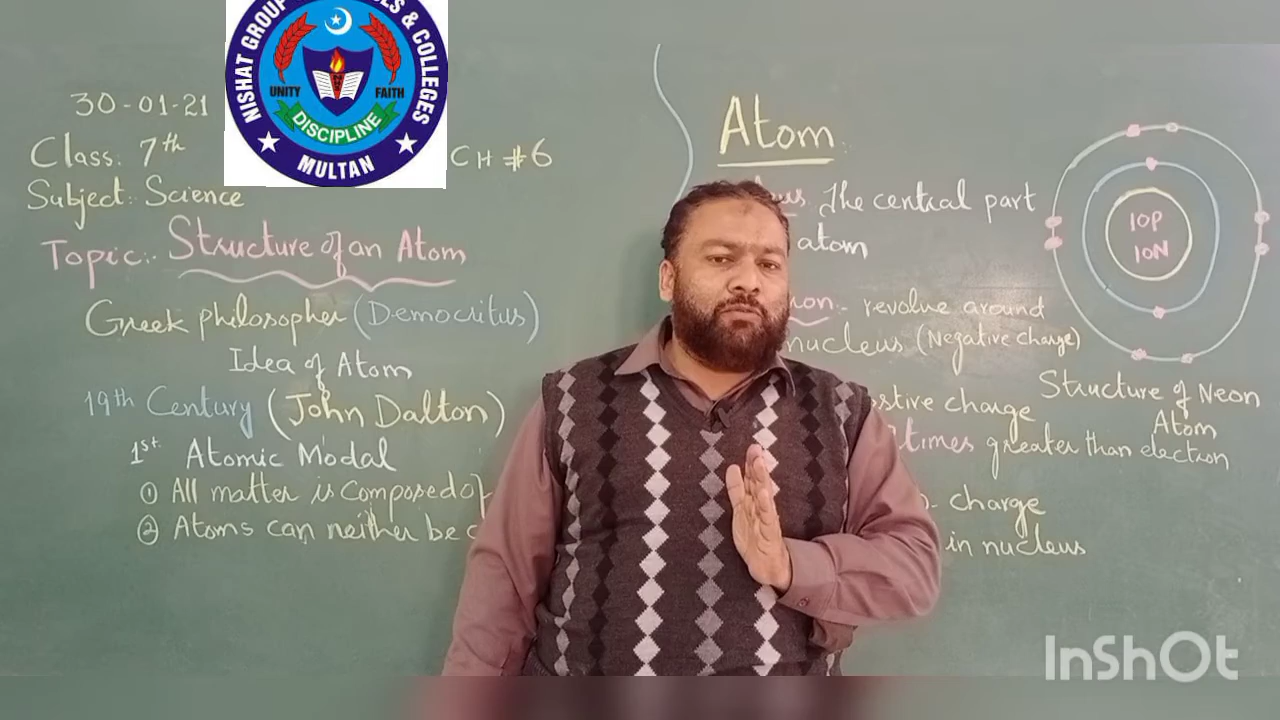 NISHAT GROUP & COLLEGES
UNITY FAITH
DISCIPLINE
MULTAN
30-01-21
Class: 7th CH #6
Subject: Science
Topic:- Structure of an Atom
Greek philosopher (Democritus)
Idea of Atom
19th Century (John Dalton)
1st Atomic Modal
① All matter is Composed of
② Atoms can neither be
Atom:
The central part
atom
- revolve around
nucleus (Negative charge)
charge
times greater than election
charge
in nucleus
10P
10N
Structure of Neon
Atom
InShOt